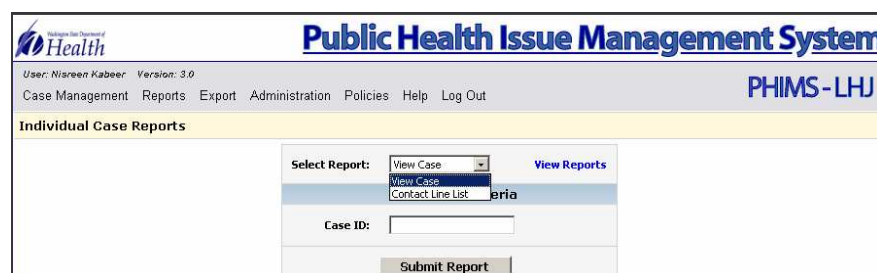 Washington State Department of
Health
Public Health Issue Management System
User: Nisreen Kabeer Version: 3.0
PHIMS-LHJ
Case Management Reports Export Administration Policies Help Log Out
Individual Case Reports
Select Report: View Case View Reports
View Case
Contact Line List eria
Case ID:
Submit Report